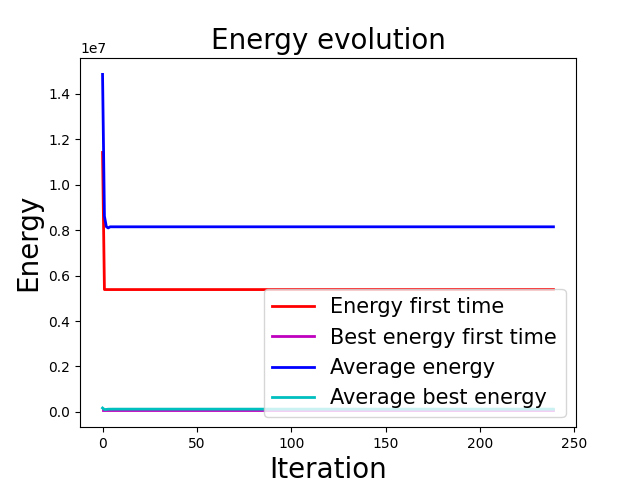 Energy evolution
1e7
1.4
1.2
1.0
0.8
0.6
0.4
0.2
0.0
Energy
Energy first time
Best energy first time
Average energy
Average best energy
0 50 100 150 200 250
Iteration